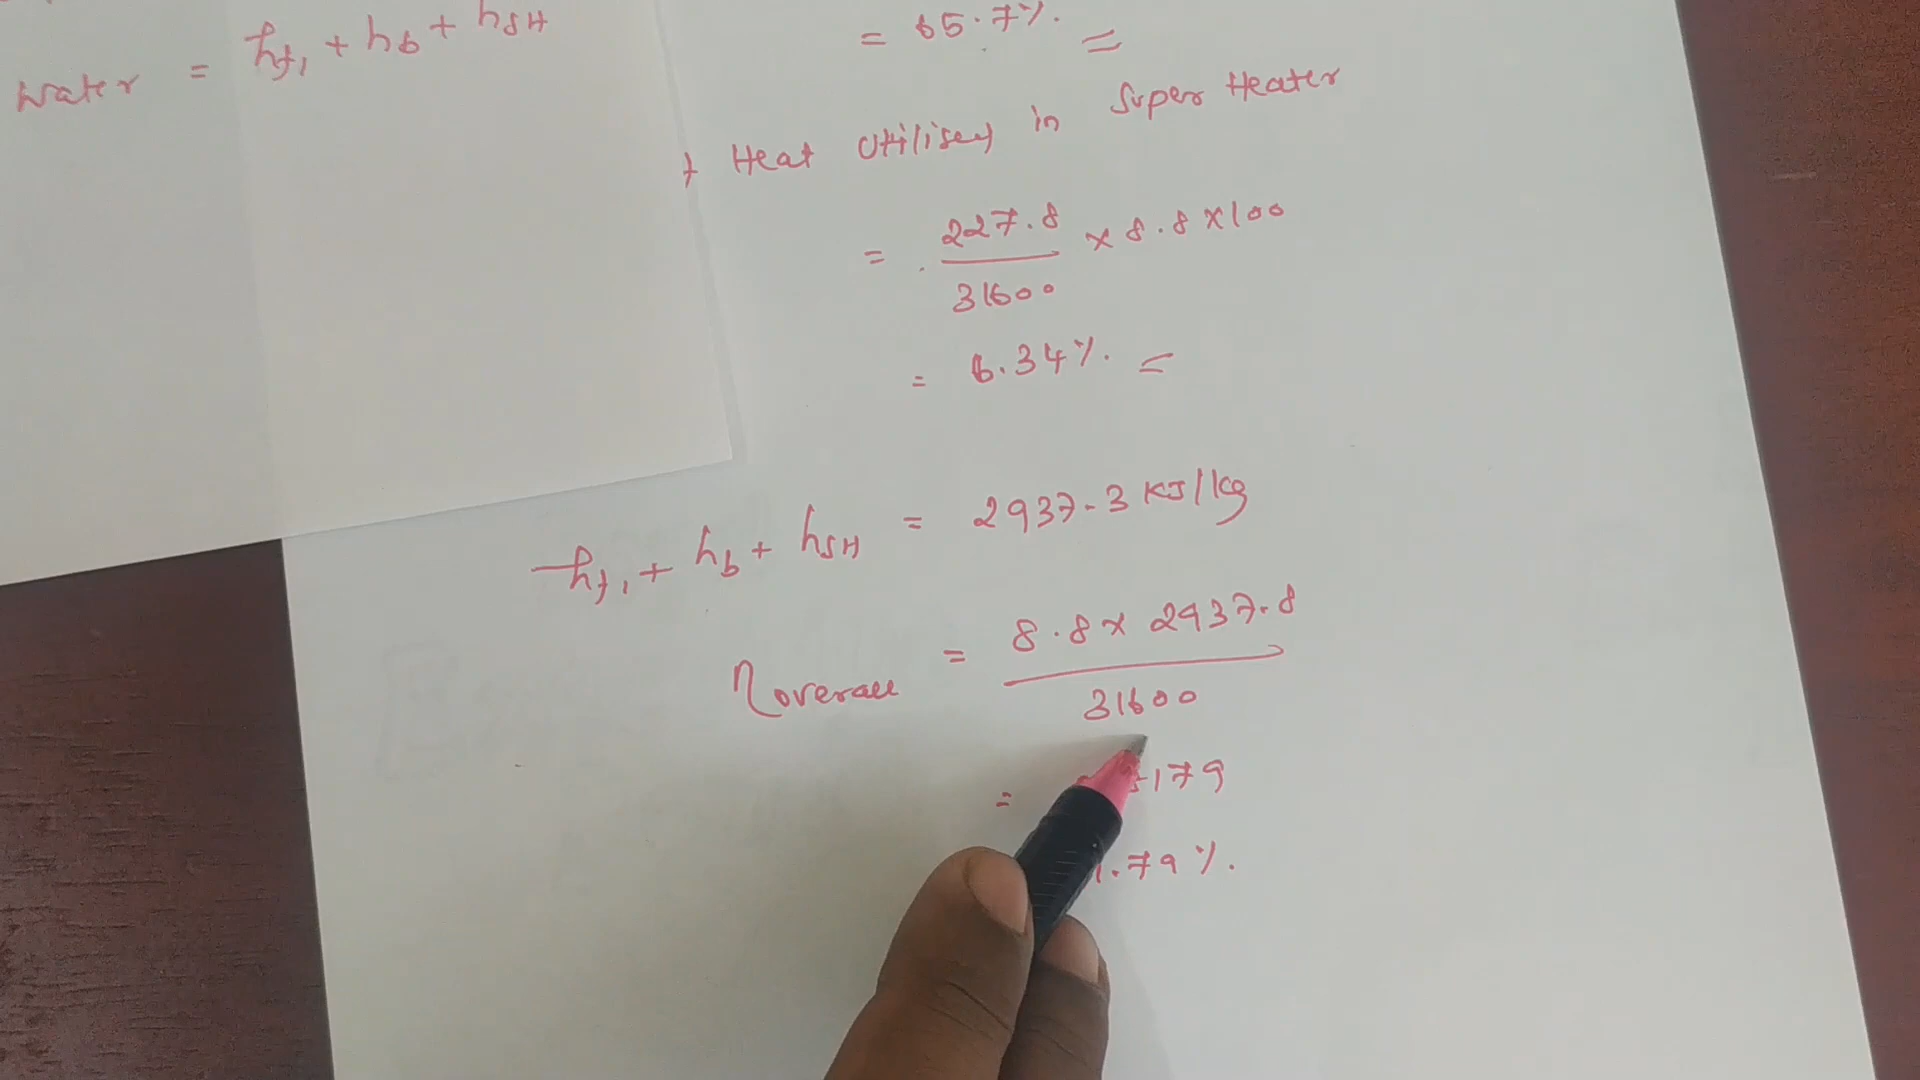 Water = hf1 + hb + hSH
= 65.7%. =
+ Heat Utilised in Super Heater
= 227.8 / 31600 × 8.8 ×100
= 6.34%. =
hf1 + hb + hSH = 2937.3 KJ/kg
η overall = 8.8 × 2937.8 / 31600
= 179
.79%.